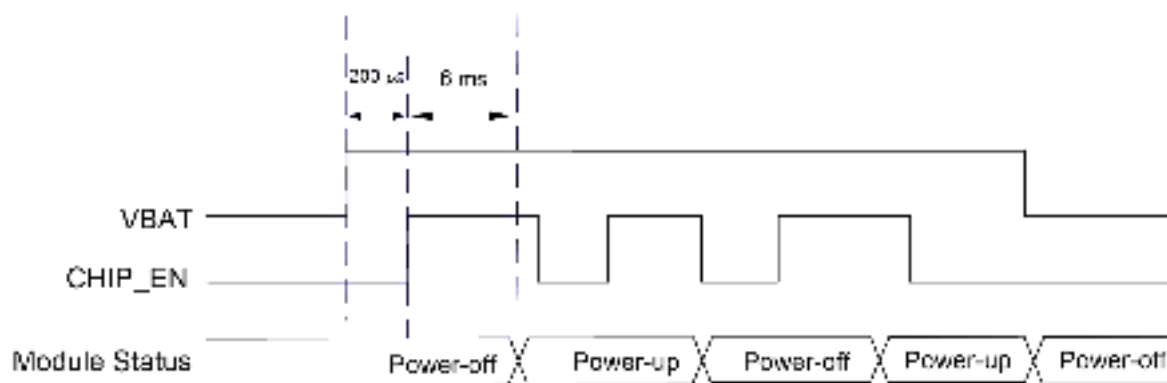 200 us
6 ms
VBAT
CHIP_EN
Module Status
Power-off
Power-up
Power-off
Power-up
Power-off